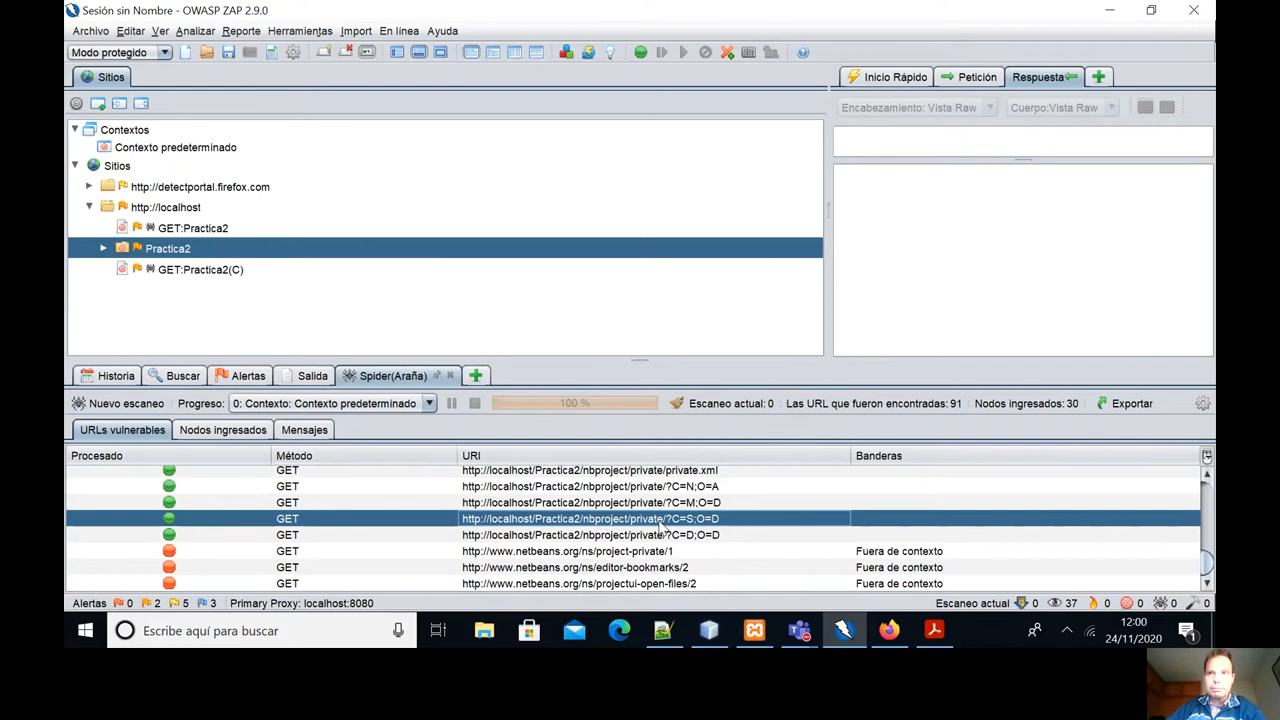 Sesión sin Nombre - OWASP ZAP 2.9.0
Archivo Editar Ver Analizar Reporte Herramientas Import En línea Ayuda
Modo protegido
Sitios
Inicio Rápido Petición Respuesta
Encabezamiento: Vista Raw Cuerpo:Vista Raw
Contextos
Contexto predeterminado
Sitios
http://detectportal.firefox.com
http://localhost
GET:Practica2
Practica2
GET:Practica2(C)
Historia Buscar Alertas Salida Spider(Araña)
Nuevo escaneo Progreso: 0: Contexto: Contexto predeterminado 100 % Escaneo actual:0 Las URL que fueron encontradas: 91 Nodos ingresados: 30 Exportar
URLs vulnerables Nodos ingresados Mensajes
Procesado Método URI Banderas
GET http://localhost/Practica2/nbproject/private/private.xml
GET http://localhost/Practica2/nbproject/private/?C=N;O=A
GET http://localhost/Practica2/nbproject/private/?C=M;O=D
GET http://localhost/Practica2/nbproject/private/?C=S;O=D
GET http://localhost/Practica2/nbproject/private/?C=D;O=D
GET http://www.netbeans.org/ns/project-private/1 Fuera de contexto
GET http://www.netbeans.org/ns/editor-bookmarks/2 Fuera de contexto
GET http://www.netbeans.org/ns/projectui-open-files/2 Fuera de contexto
Alertas 0 2 5 3 Primary Proxy: localhost:8080 Escaneo actual 0 37 0 0 0 0
Escribe aquí para buscar
12:00
24/11/2020
1